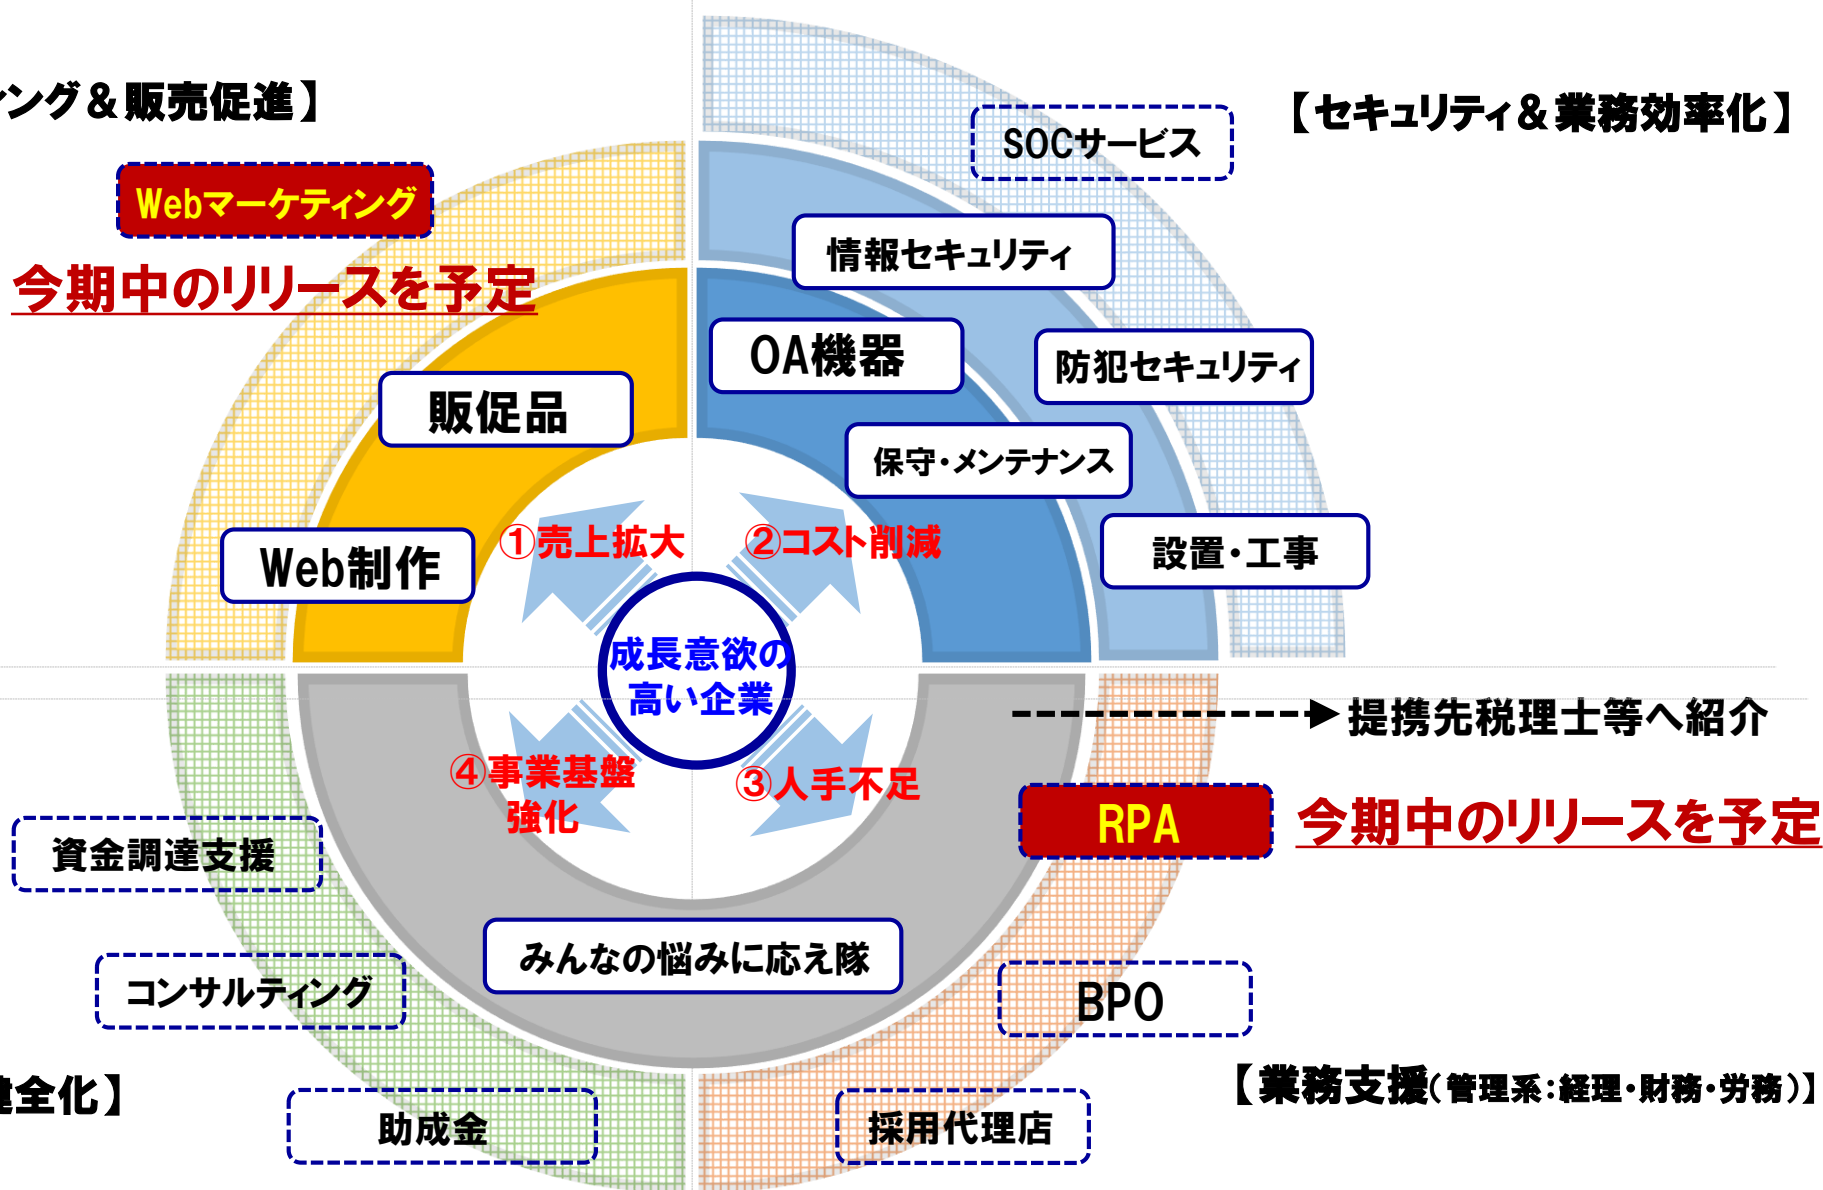 ィング＆販売促進】
【セキュリティ＆業務効率化】
SOCサービス
Webマーケティング
今期中のリリースを予定
情報セキュリティ
OA機器
防犯セキュリティ
販促品
保守・メンテナンス
Web制作
①売上拡大
②コスト削減
設置・工事
成長意欲の
高い企業
提携先税理士等へ紹介
④事業基盤
強化
③人手不足
RPA
今期中のリリースを予定
資金調達支援
みんなの悩みに応え隊
コンサルティング
BPO
全化】
【業務支援（管理系：経理・財務・労務）】
助成金
採用代理店